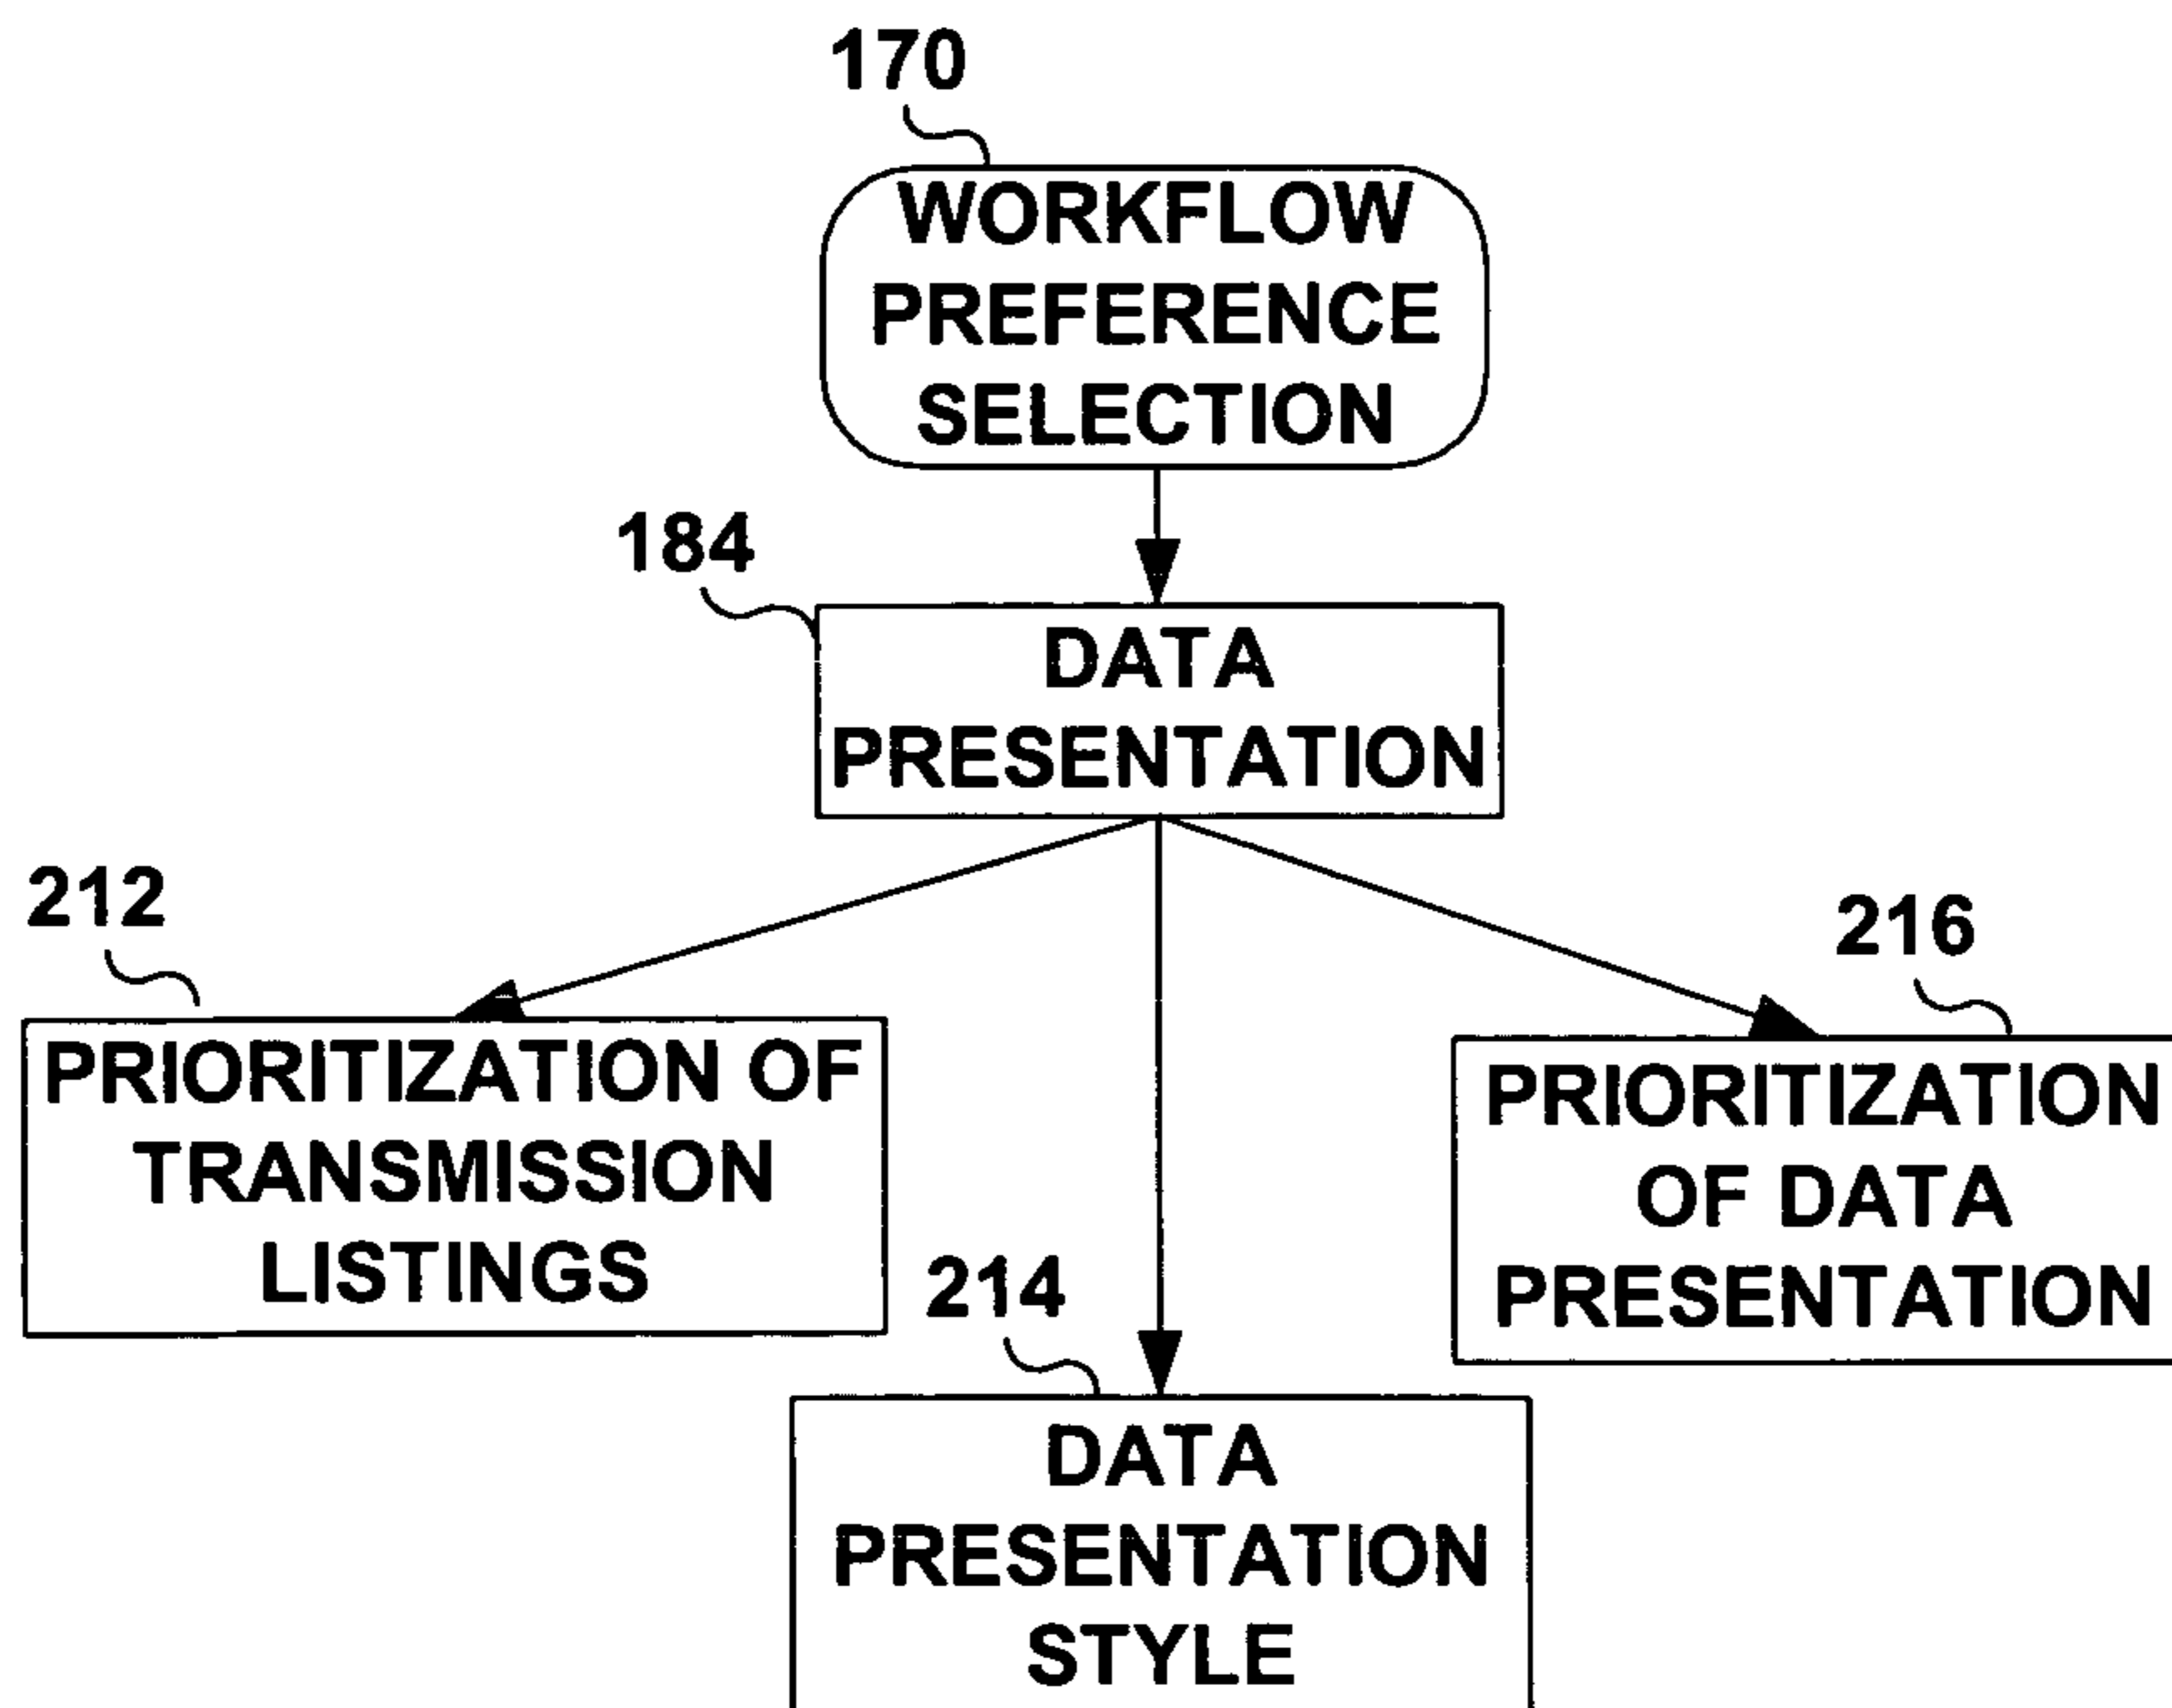 170
WORKFLOW
PREFERENCE
SELECTION
184
DATA
PRESENTATION
212
PRIORITIZATION OF
TRANSMISSION
LISTINGS
216
PRIORITIZATION
OF DATA
PRESENTATION
214
DATA
PRESENTATION
STYLE